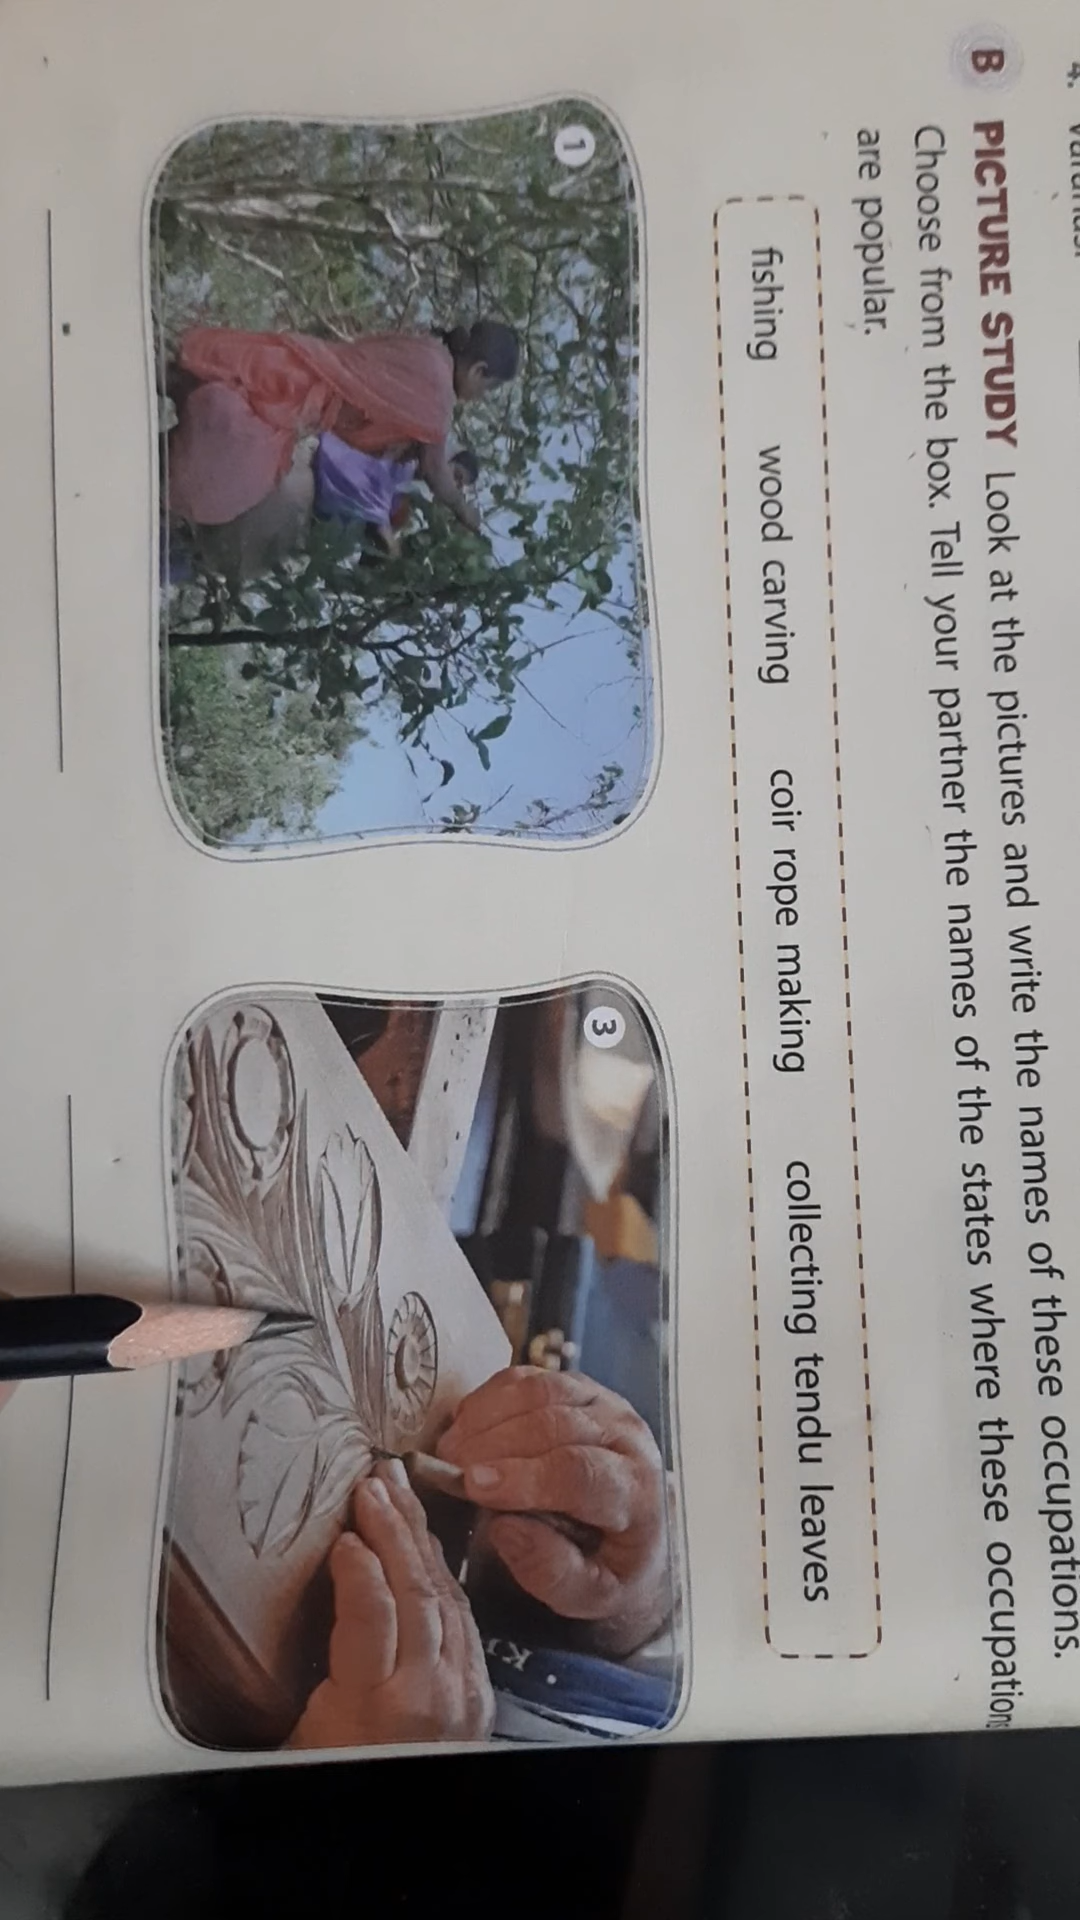 4.
B PICTURE STUDY Look at the pictures and write the names of these occupations.
Choose from the box. Tell your partner the names of the states where these occupations
are popular.
fishing wood carving coir rope making collecting tendu leaves
1
3